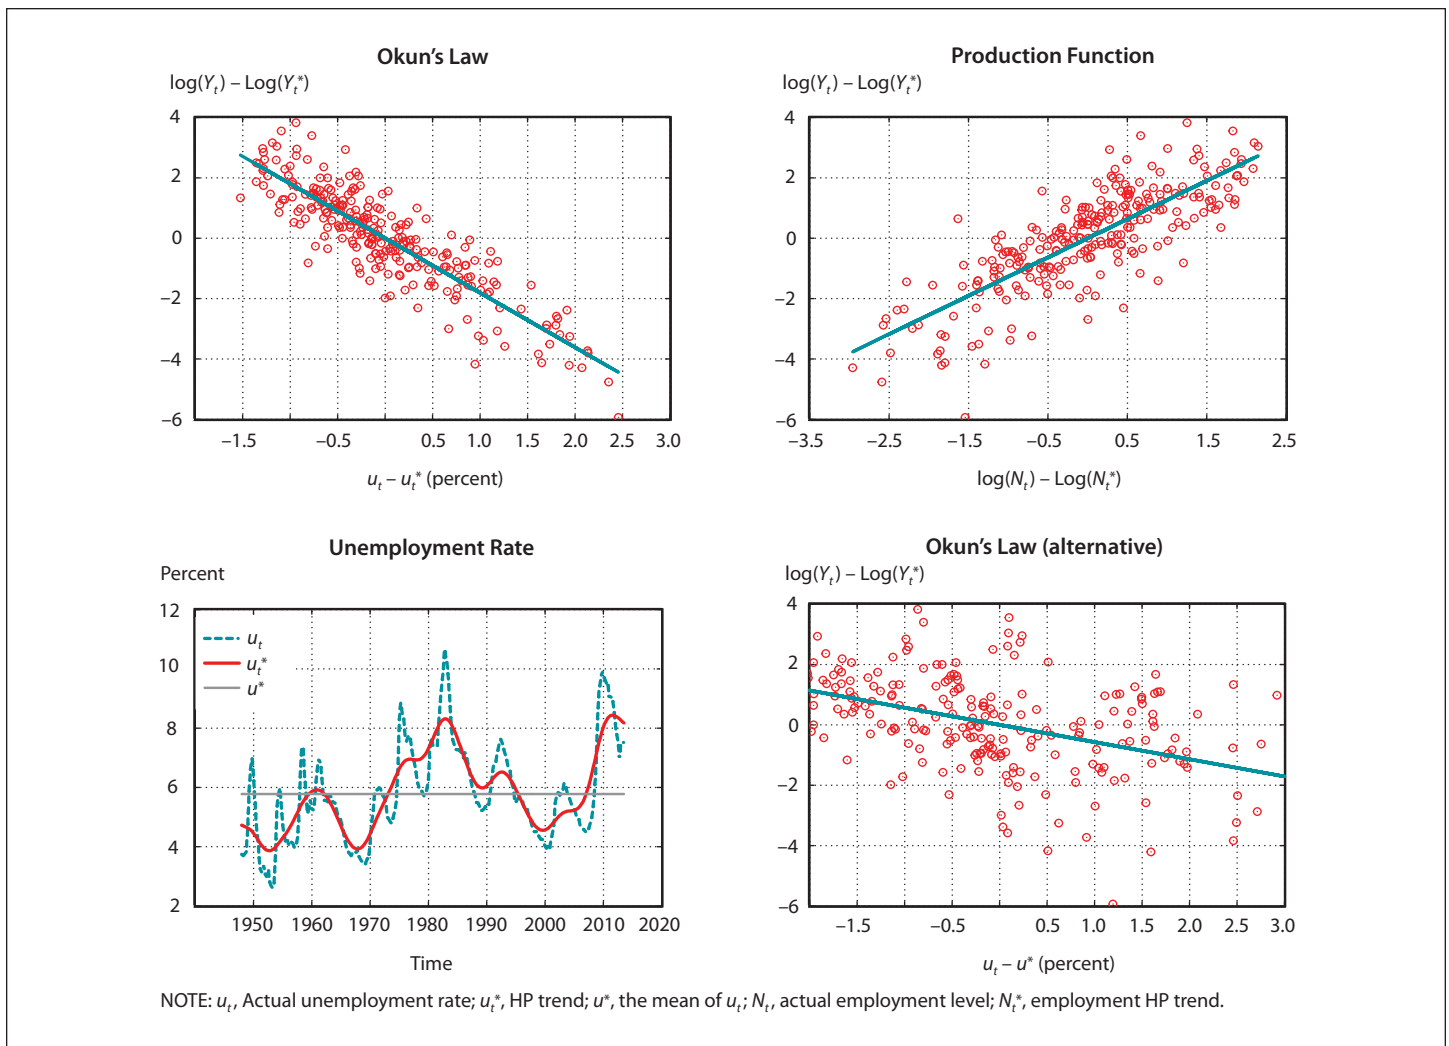 Okun's Law
log(Yₜ) – Log(Yₜ*)
4
2
0
–2
–4
–6
–1.5 –0.5 0.5 1.0 1.5 2.0 2.5 3.0
uₜ – uₜ* (percent)
Production Function
log(Yₜ) – Log(Yₜ*)
4
2
0
–2
–4
–6
–3.5 –2.5 –1.5 –0.5 0.5 1.5 2.5
log(Nₜ) – Log(Nₜ*)
Unemployment Rate
Percent
12
10
8
6
4
2
uₜ
uₜ*
u*
1950 1960 1970 1980 1990 2000 2010 2020
Time
Okun's Law (alternative)
log(Yₜ) – Log(Yₜ*)
4
2
0
–2
–4
–6
–1.5 –0.5 0.5 1.0 1.5 2.0 2.5 3.0
uₜ – u* (percent)
NOTE: uₜ, Actual unemployment rate; uₜ*, HP trend; u*, the mean of uₜ; Nₜ, actual employment level; Nₜ*, employment HP trend.